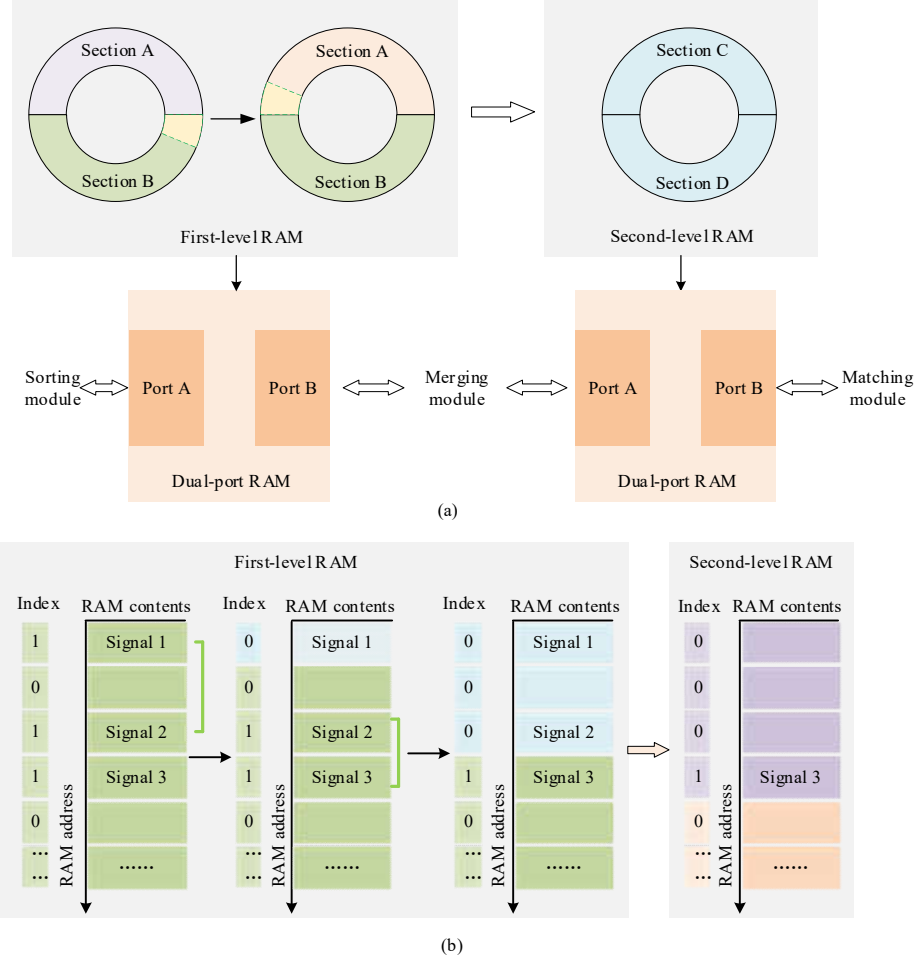 Section A
Section B
Section A
Section B
First-level RAM
Section C
Section D
Second-level RAM
Sorting
module
Port A
Port B
Dual-port RAM
Merging
module
Port A
Port B
Dual-port RAM
Matching
module
(a)
First-level RAM
Index
RAM contents
1
Signal 1
0
1
Signal 2
1
Signal 3
0
...
...... 
...
RAM address
Index
RAM contents
0
Signal 1
0
1
Signal 2
1
Signal 3
0
...
......
...
RAM address
Index
RAM contents
0
Signal 1
0
0
Signal 2
1
Signal 3
0
...
......
...
RAM address
Second-level RAM
Index
RAM contents
0
0
0
1
Signal 3
0
...
......
...
RAM address
(b)